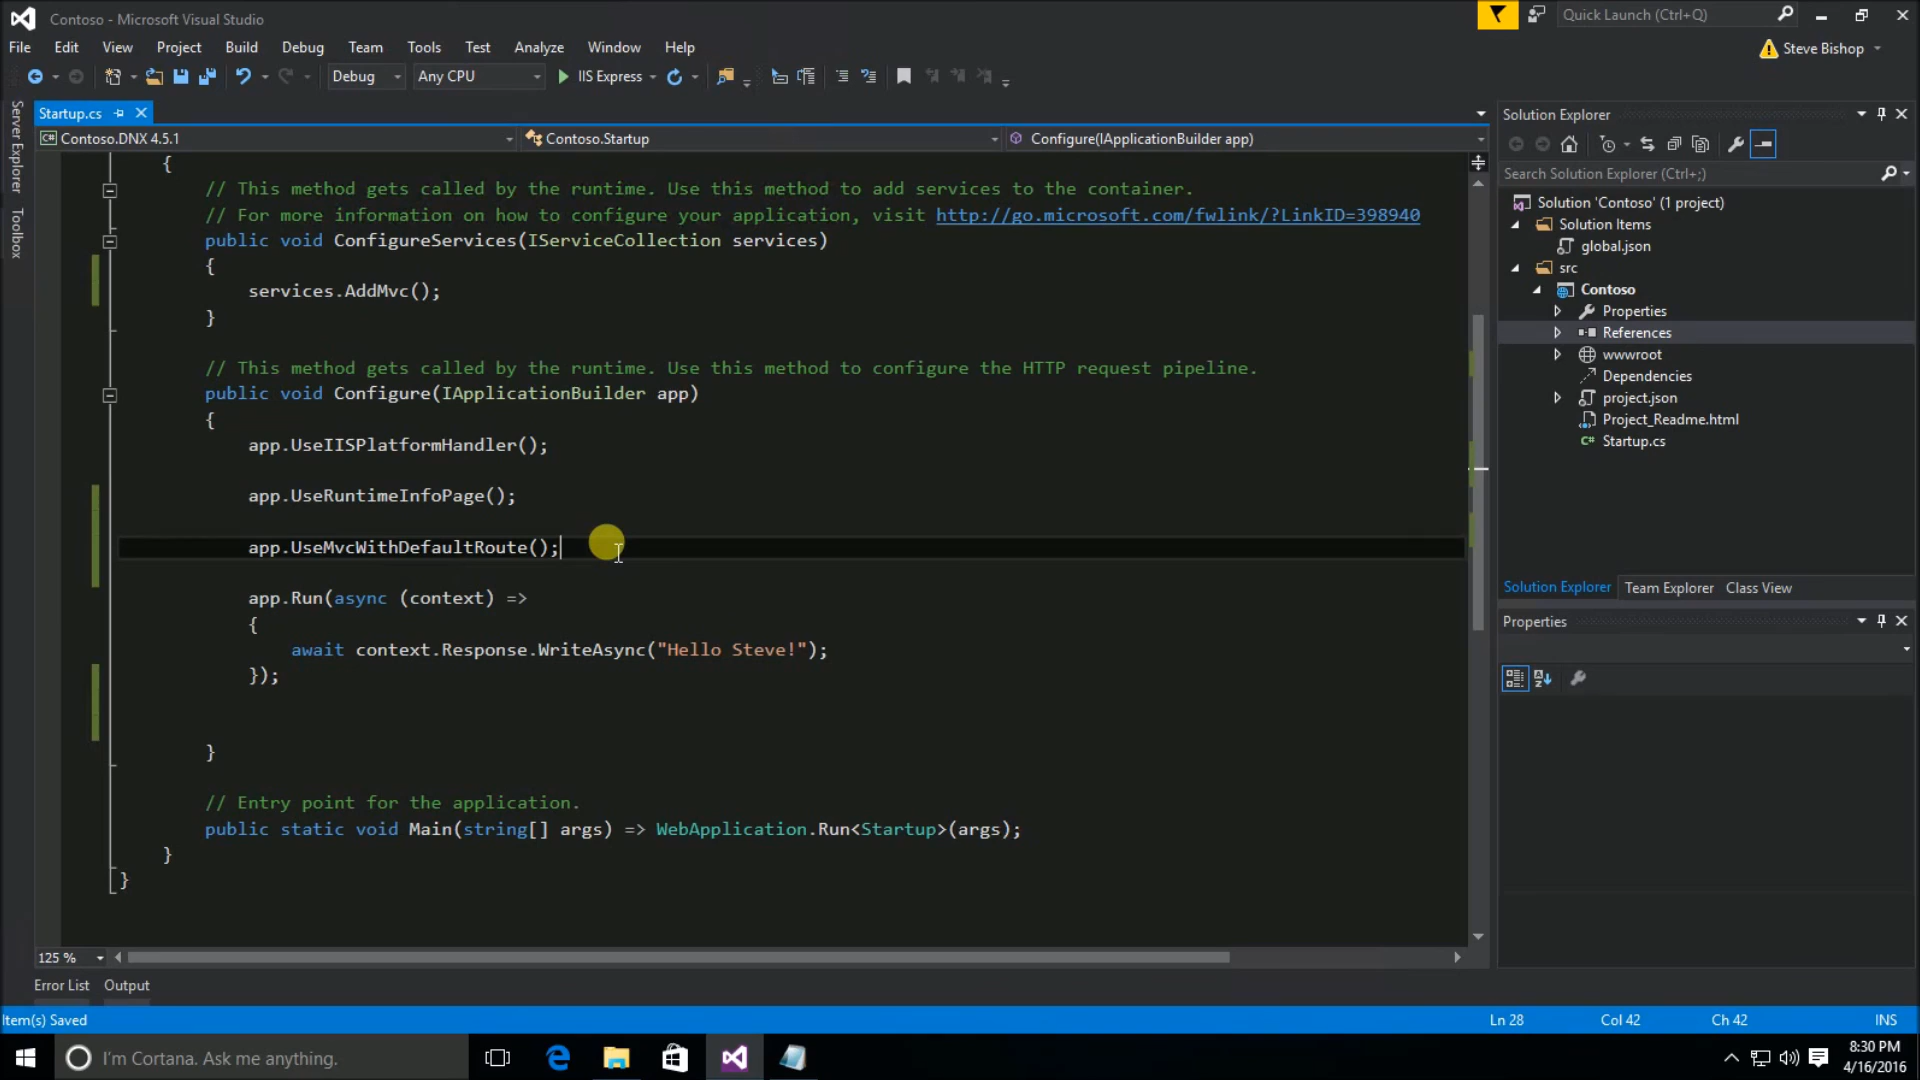 Contoso - Microsoft Visual Studio
Quick Launch (Ctrl+Q)
File Edit View Project Build Debug Team Tools Test Analyze Window Help
Steve Bishop
Debug Any CPU IIS Express
Server Explorer
Toolbox
Startup.cs
Contoso.DNX 4.5.1
Contoso.Startup
Configure(IApplicationBuilder app)
{
// This method gets called by the runtime. Use this method to add services to the container.
// For more information on how to configure your application, visit http://go.microsoft.com/fwlink/?LinkID=398940
public void ConfigureServices(IServiceCollection services)
{
services.AddMvc();
}
// This method gets called by the runtime. Use this method to configure the HTTP request pipeline.
public void Configure(IApplicationBuilder app)
{
app.UseIISPlatformHandler();
app.UseRuntimeInfoPage();
app.UseMvcWithDefaultRoute();
app.Run(async (context) =>
{
await context.Response.WriteAsync("Hello Steve!");
});
}
// Entry point for the application.
public static void Main(string[] args) => WebApplication.Run<Startup>(args);
}
}
125 %
Error List Output
Solution Explorer
Search Solution Explorer (Ctrl+;)
Solution 'Contoso' (1 project)
Solution Items
global.json
src
Contoso
Properties
References
wwwroot
Dependencies
project.json
Project_Readme.html
C# Startup.cs
Solution Explorer Team Explorer Class View
Properties
Item(s) Saved
Ln 28 Col 42 Ch 42 INS
I'm Cortana. Ask me anything.
8:30 PM
4/16/2016